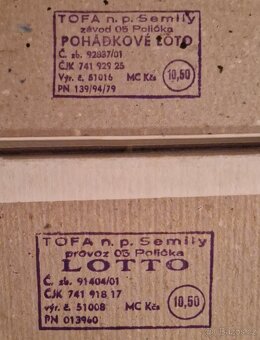 TOFA n.p. Semily
závod 05 Polička
POHÁDKOVÉ LOTO
Č. zb. 92837/01
ČJK 741 929 25
Výr. č. 51016 MC Kčs 10,50
PN 139/94/79
TOFA n.p. Semily
provoz 05 Polička
LOTTO
Č. zb. 91404/01
ČJK 741 918 17
výr. č. 51008 MC Kčs 10,50
PN 013960